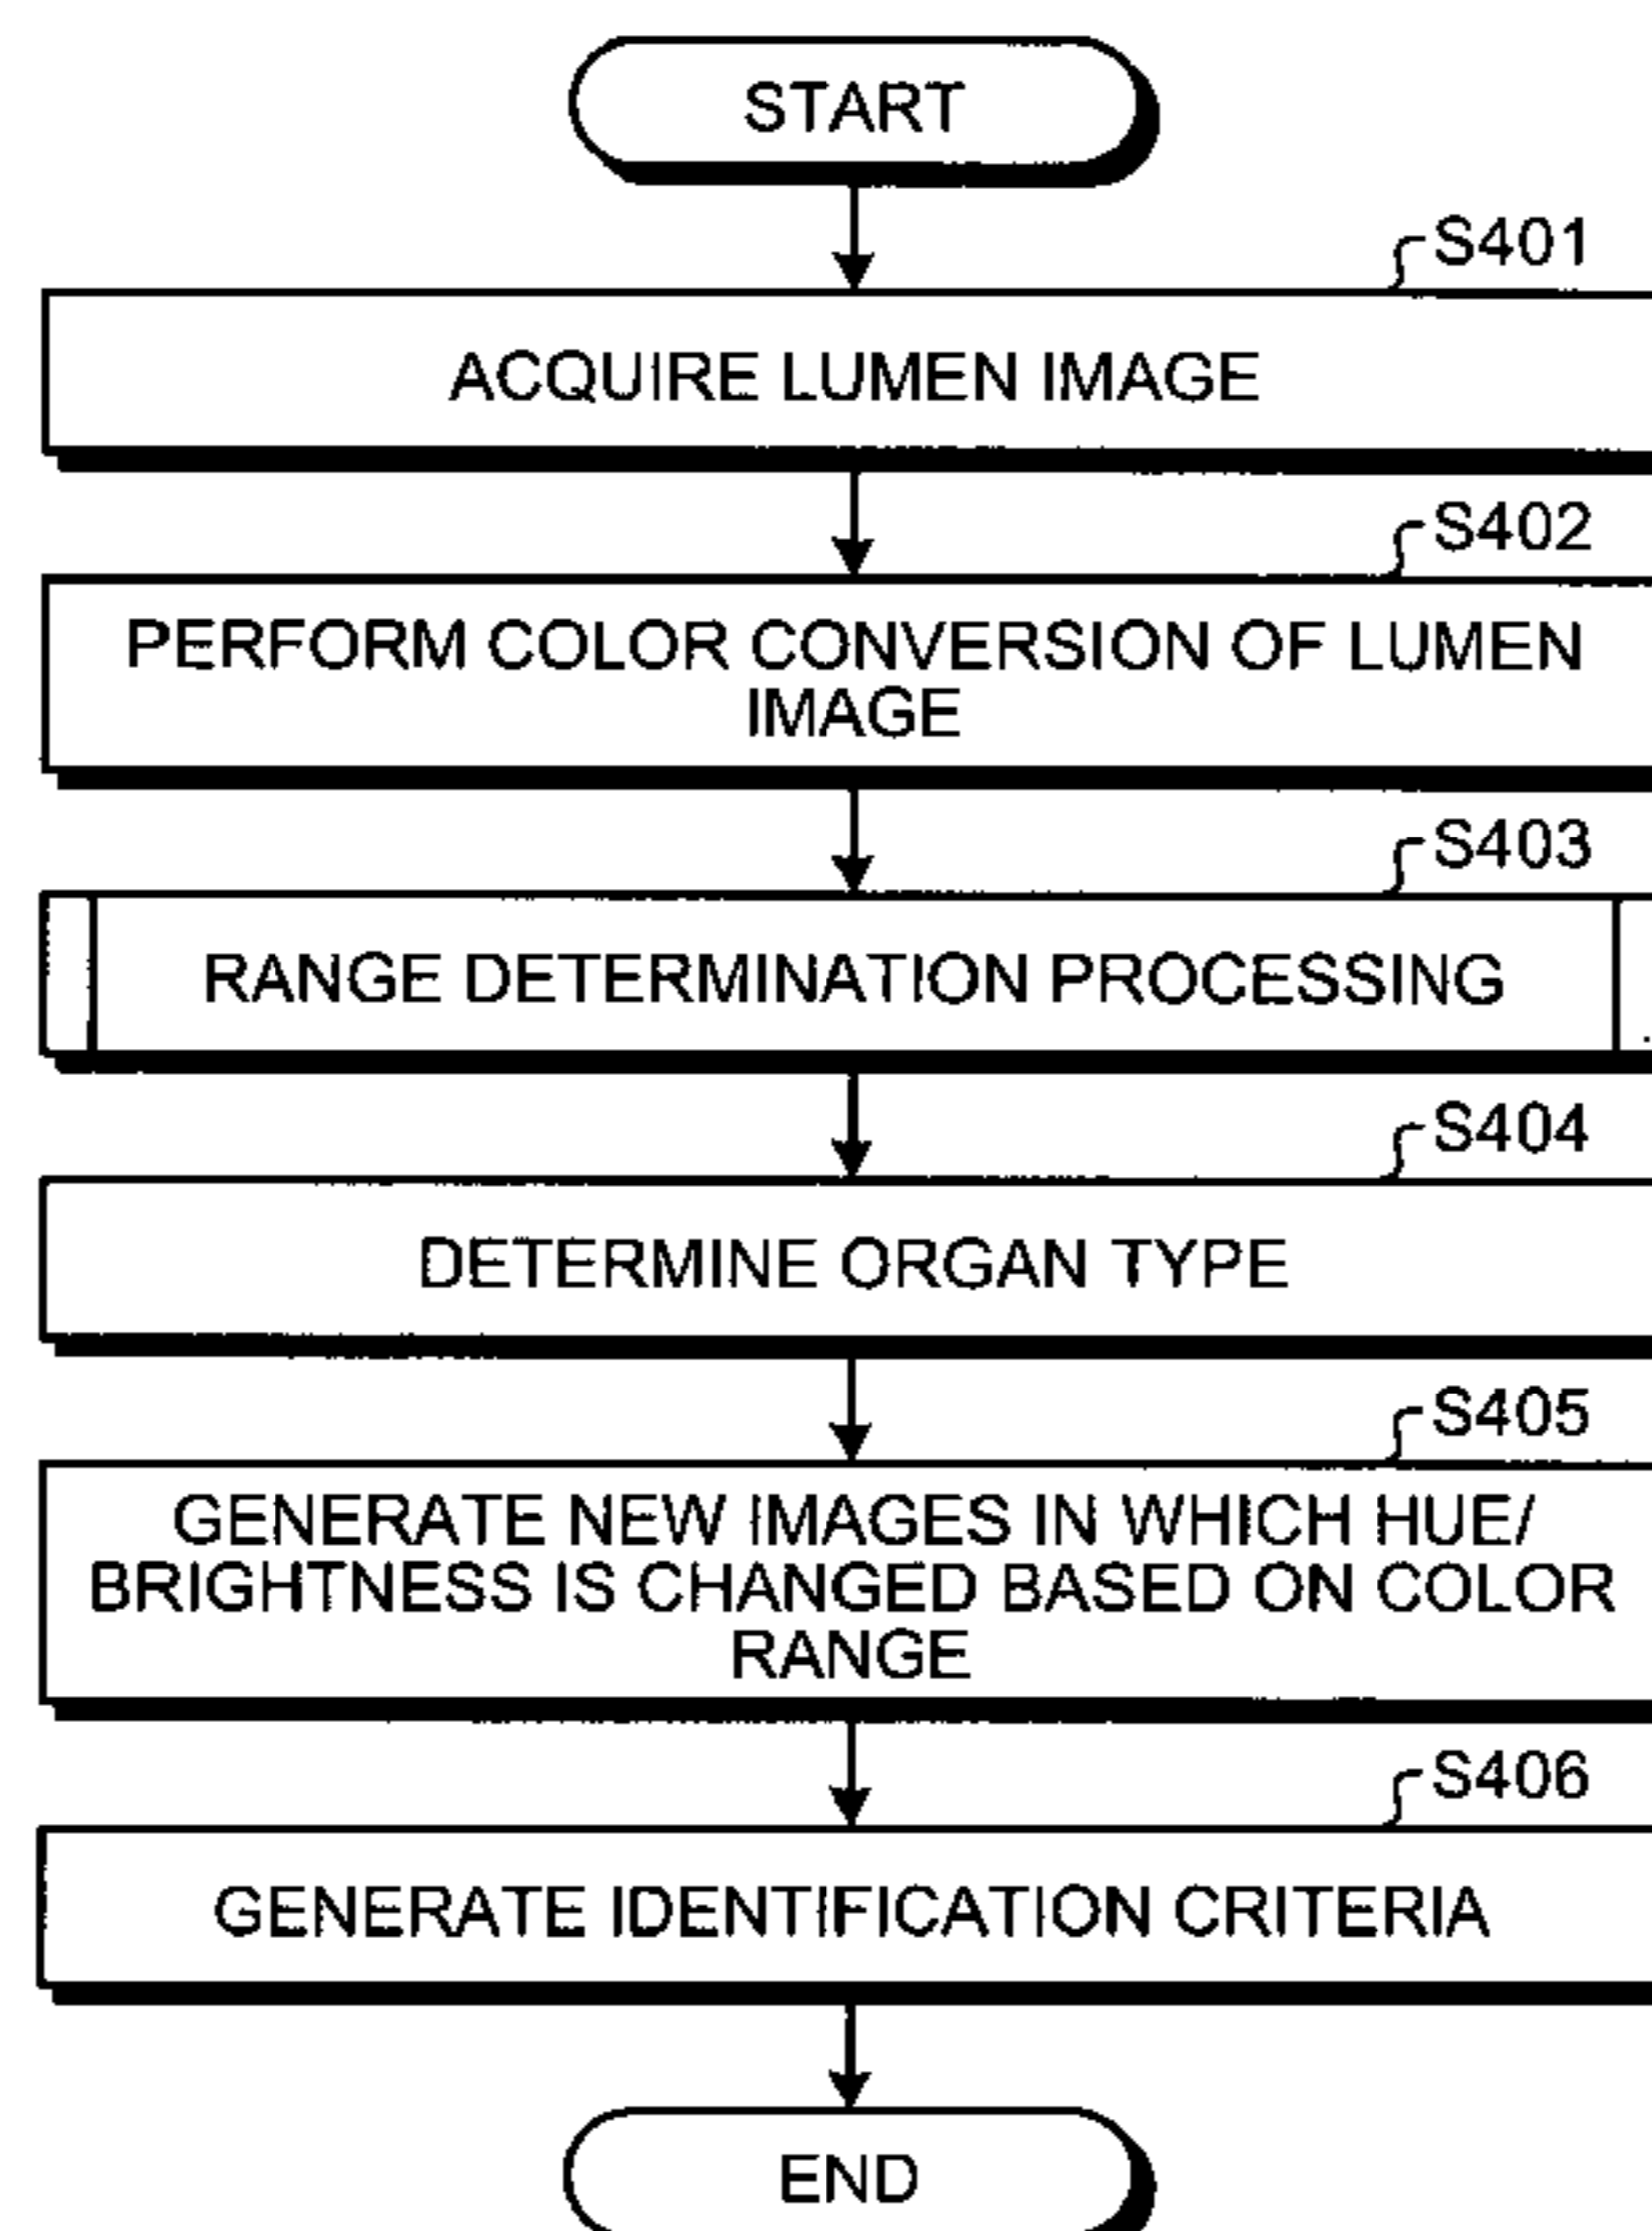 START
S401
ACQUIRE LUMEN IMAGE
S402
PERFORM COLOR CONVERSION OF LUMEN
IMAGE
S403
RANGE DETERMINATION PROCESSING
S404
DETERMINE ORGAN TYPE
S405
GENERATE NEW IMAGES IN WHICH HUE/
BRIGHTNESS IS CHANGED BASED ON COLOR
RANGE
S406
GENERATE IDENTIFICATION CRITERIA
END